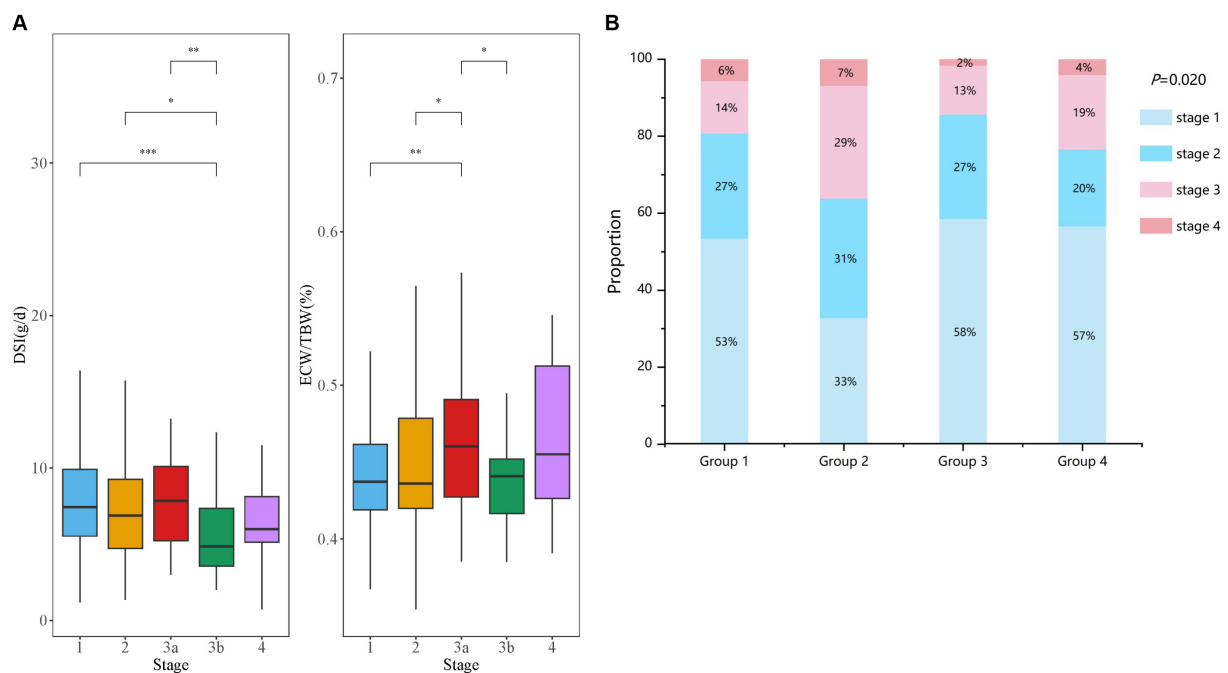 A
DSI(g/d)
30
20
10
0
**
*
***
1 2 3a 3b 4
Stage
ECW/TBW(%)
0.7
0.6
0.5
0.4
*
*
**
1 2 3a 3b 4
Stage
B
Proportion
100
80
60
40
20
0
6%
14%
27%
53%
7%
29%
31%
33%
2%
13%
27%
58%
4%
19%
20%
57%
Group 1 Group 2 Group 3 Group 4
P=0.020
stage 1
stage 2
stage 3
stage 4